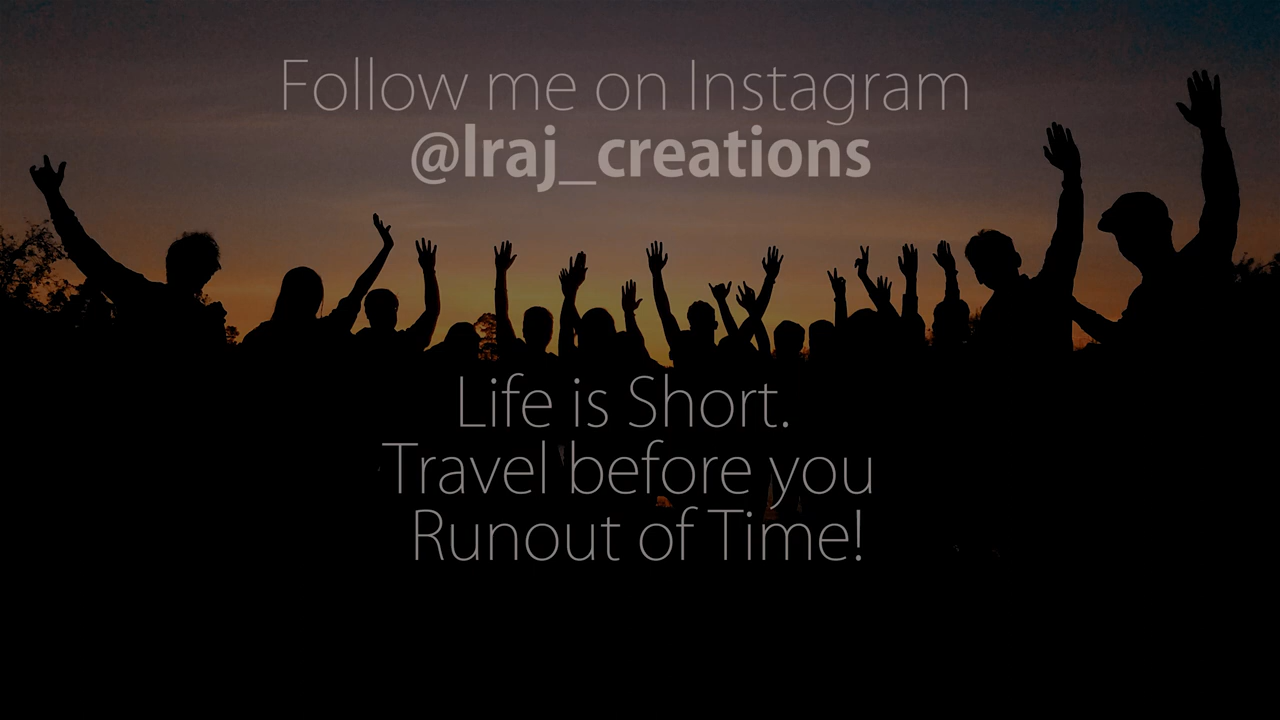 Follow me on Instagram
@lraj_creations
Life is Short.
Travel before you
Runout of Time!